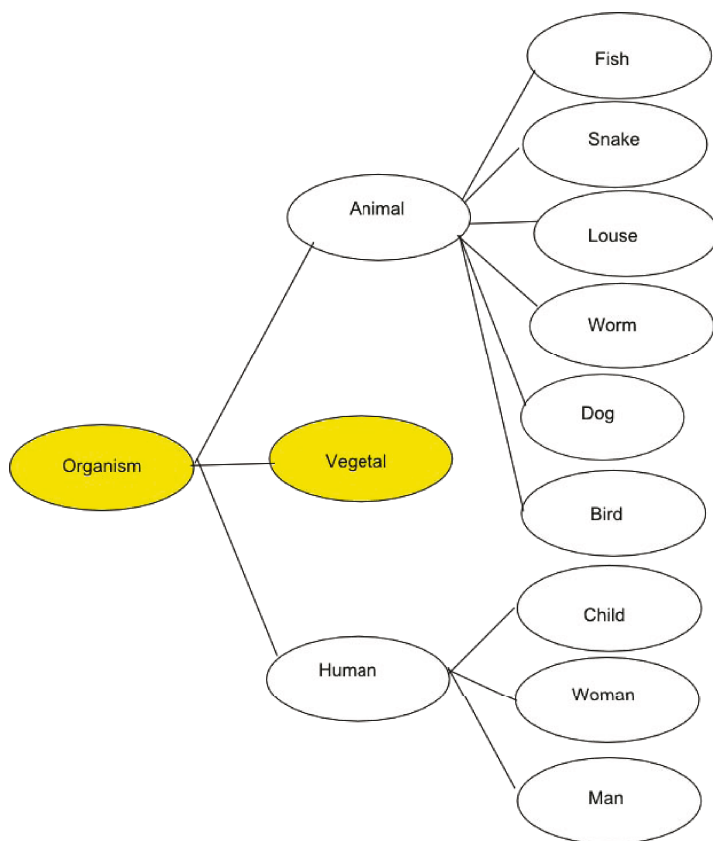 Fish
Snake
Animal
Louse
Worm
Dog
Organism
Vegetal
Bird
Child
Human
Woman
Man